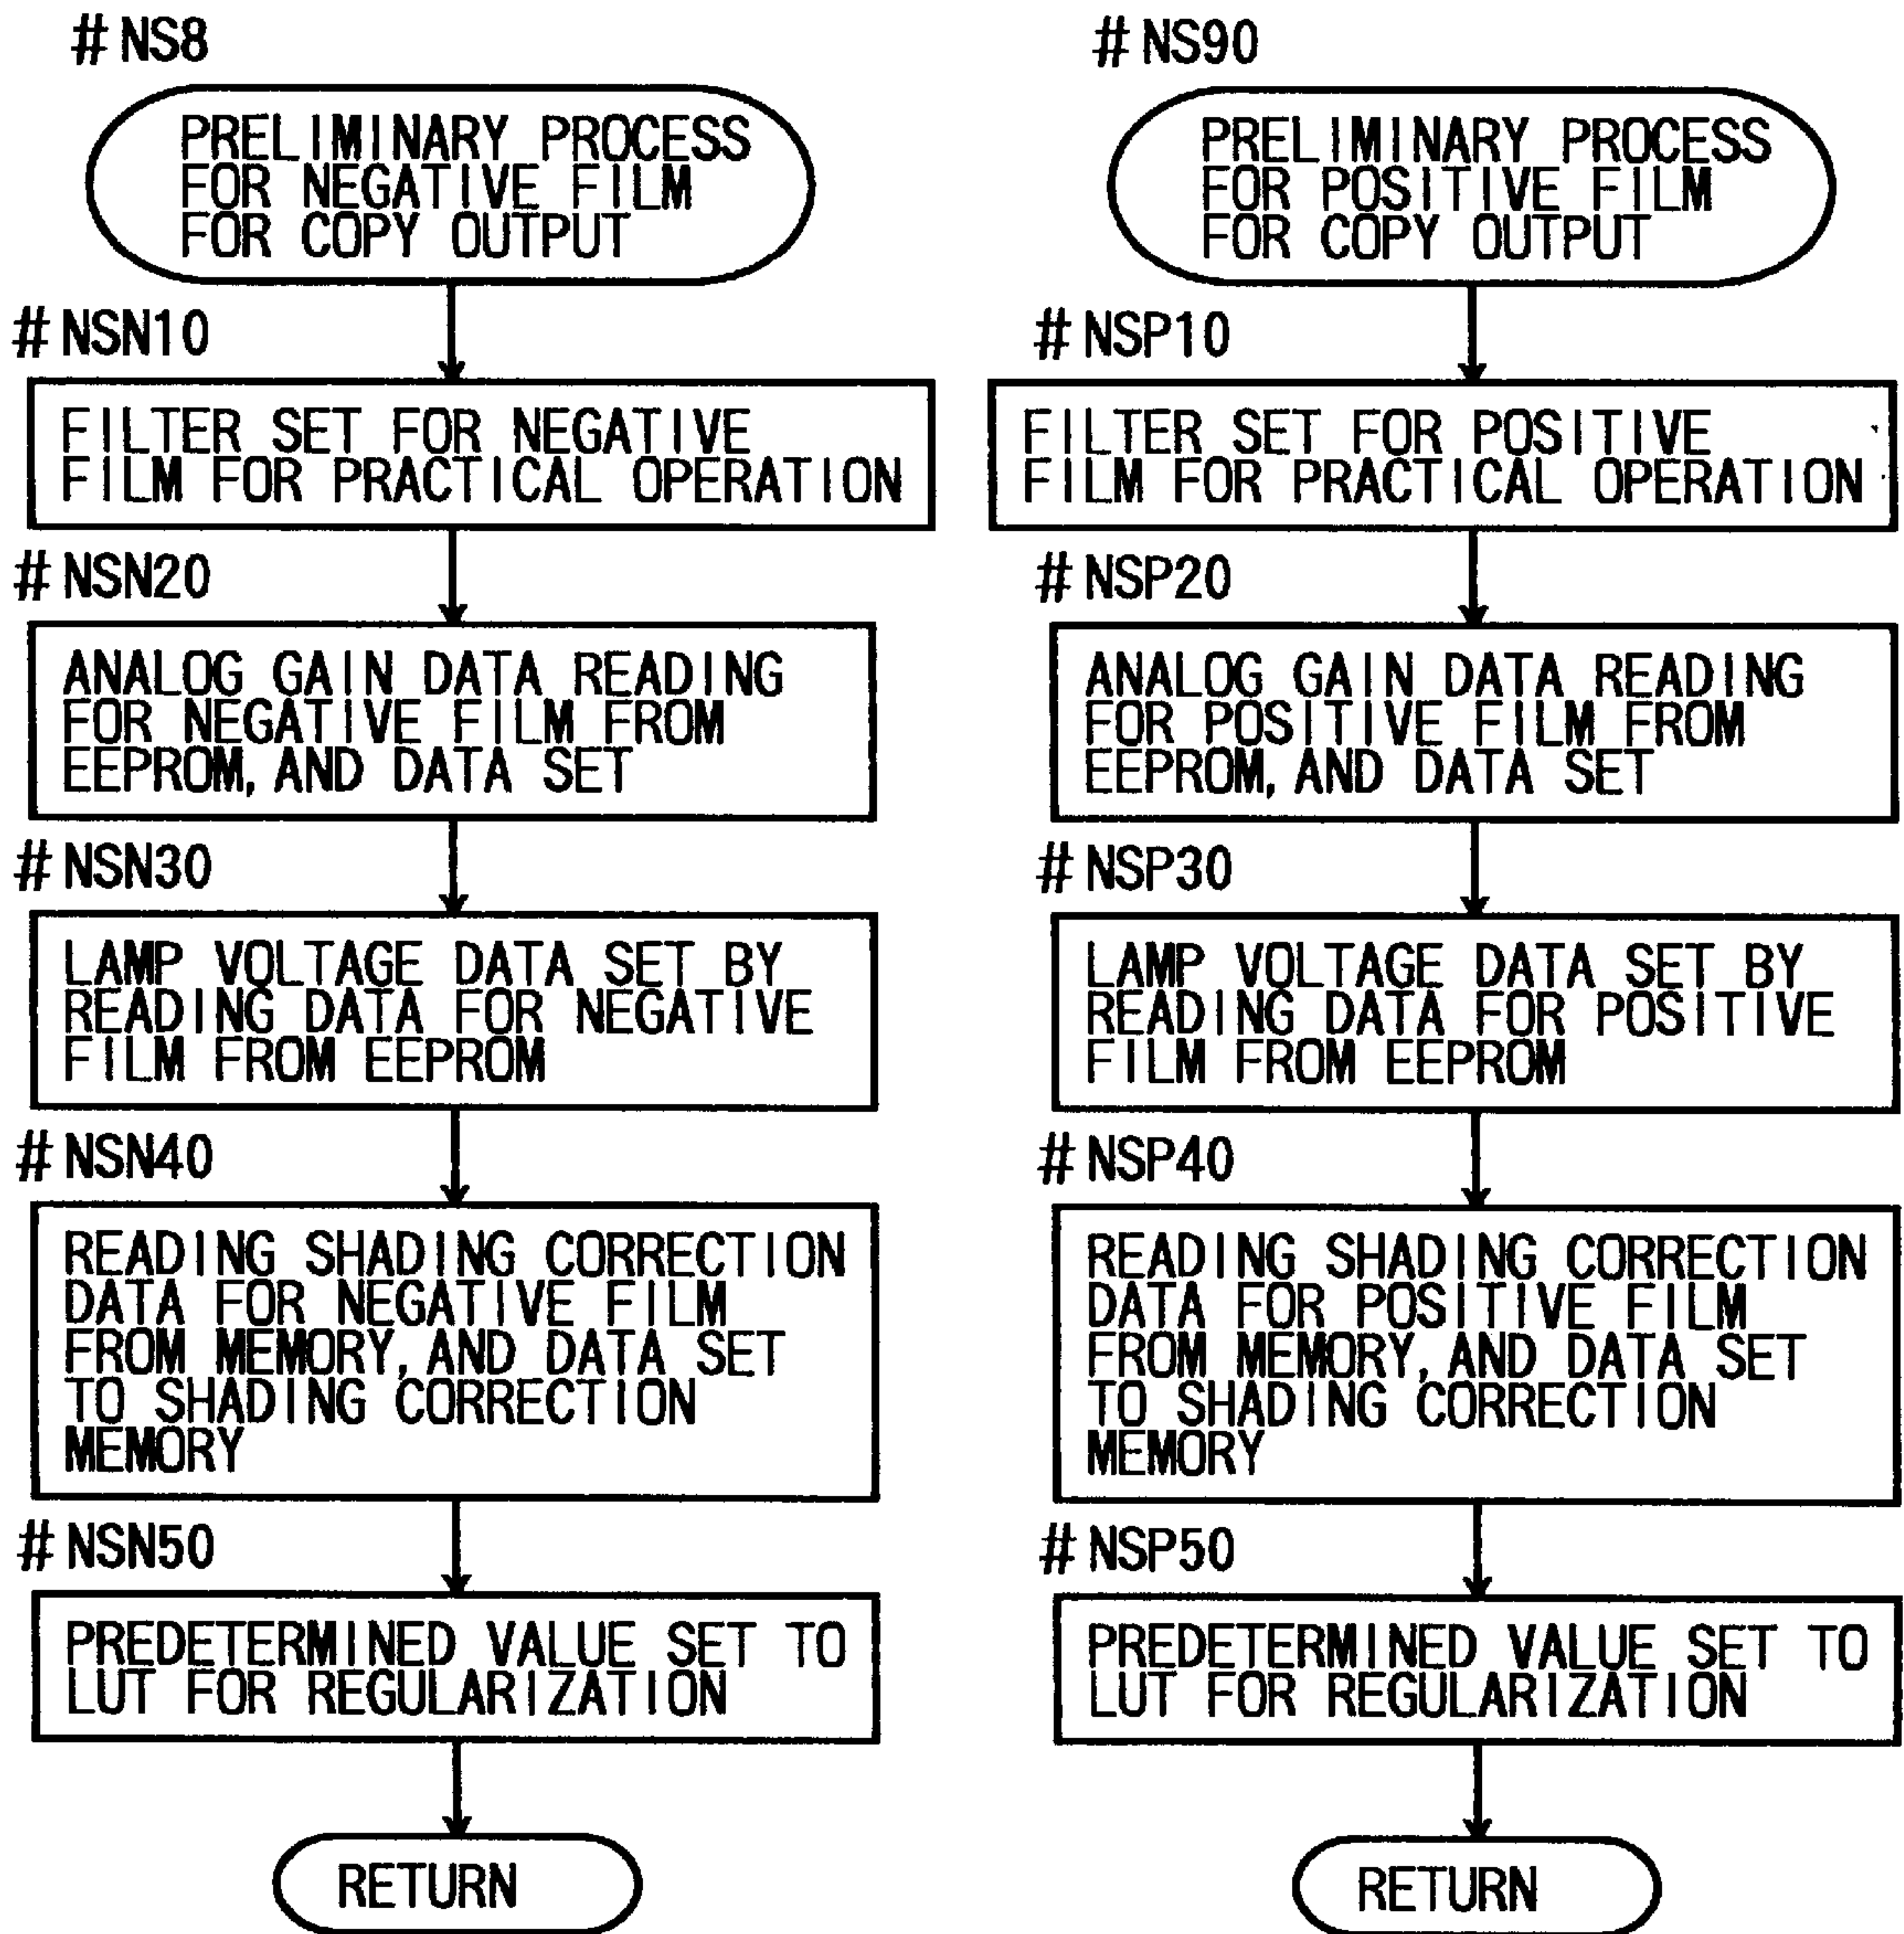 # NS8
PRELIMINARY PROCESS
FOR NEGATIVE FILM
FOR COPY OUTPUT
# NSN10
FILTER SET FOR NEGATIVE
FILM FOR PRACTICAL OPERATION
# NSN20
ANALOG GAIN DATA READING
FOR NEGATIVE FILM FROM
EEPROM, AND DATA SET
# NSN30
LAMP VOLTAGE DATA SET BY
READING DATA FOR NEGATIVE
FILM FROM EEPROM
# NSN40
READING SHADING CORRECTION
DATA FOR NEGATIVE FILM
FROM MEMORY, AND DATA SET
TO SHADING CORRECTION
MEMORY
# NSN50
PREDETERMINED VALUE SET TO
LUT FOR REGULARIZATION
RETURN
# NS90
PRELIMINARY PROCESS
FOR POSITIVE FILM
FOR COPY OUTPUT
# NSP10
FILTER SET FOR POSITIVE
FILM FOR PRACTICAL OPERATION
# NSP20
ANALOG GAIN DATA READING
FOR POSITIVE FILM FROM
EEPROM, AND DATA SET
# NSP30
LAMP VOLTAGE DATA SET BY
READING DATA FOR POSITIVE
FILM FROM EEPROM
# NSP40
READING SHADING CORRECTION
DATA FOR POSITIVE FILM
FROM MEMORY, AND DATA SET
TO SHADING CORRECTION
MEMORY
# NSP50
PREDETERMINED VALUE SET TO
LUT FOR REGULARIZATION
RETURN